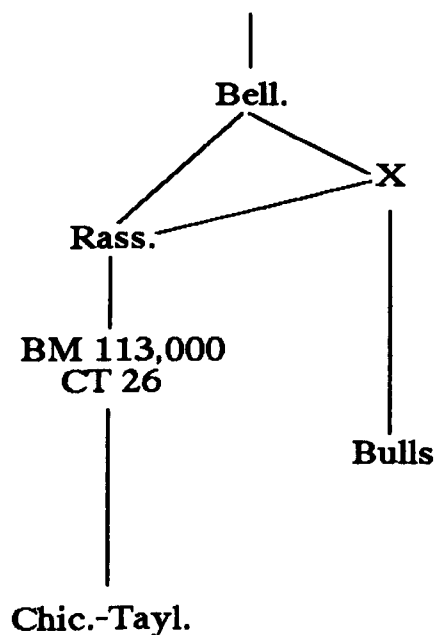 Bell.
X
Rass.
BM 113,000
CT 26
Bulls
Chic.-Tayl.